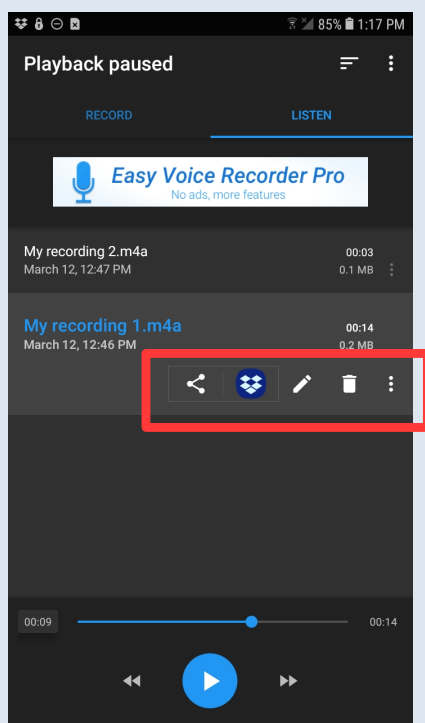 85% 1:17 PM
Playback paused
RECORD LISTEN
Easy Voice Recorder Pro
No ads, more features
My recording 2.m4a 00:03
March 12, 12:47 PM 0.1 MB
My recording 1.m4a 00:14
March 12, 12:46 PM 0.2 MB
00:09 00:14